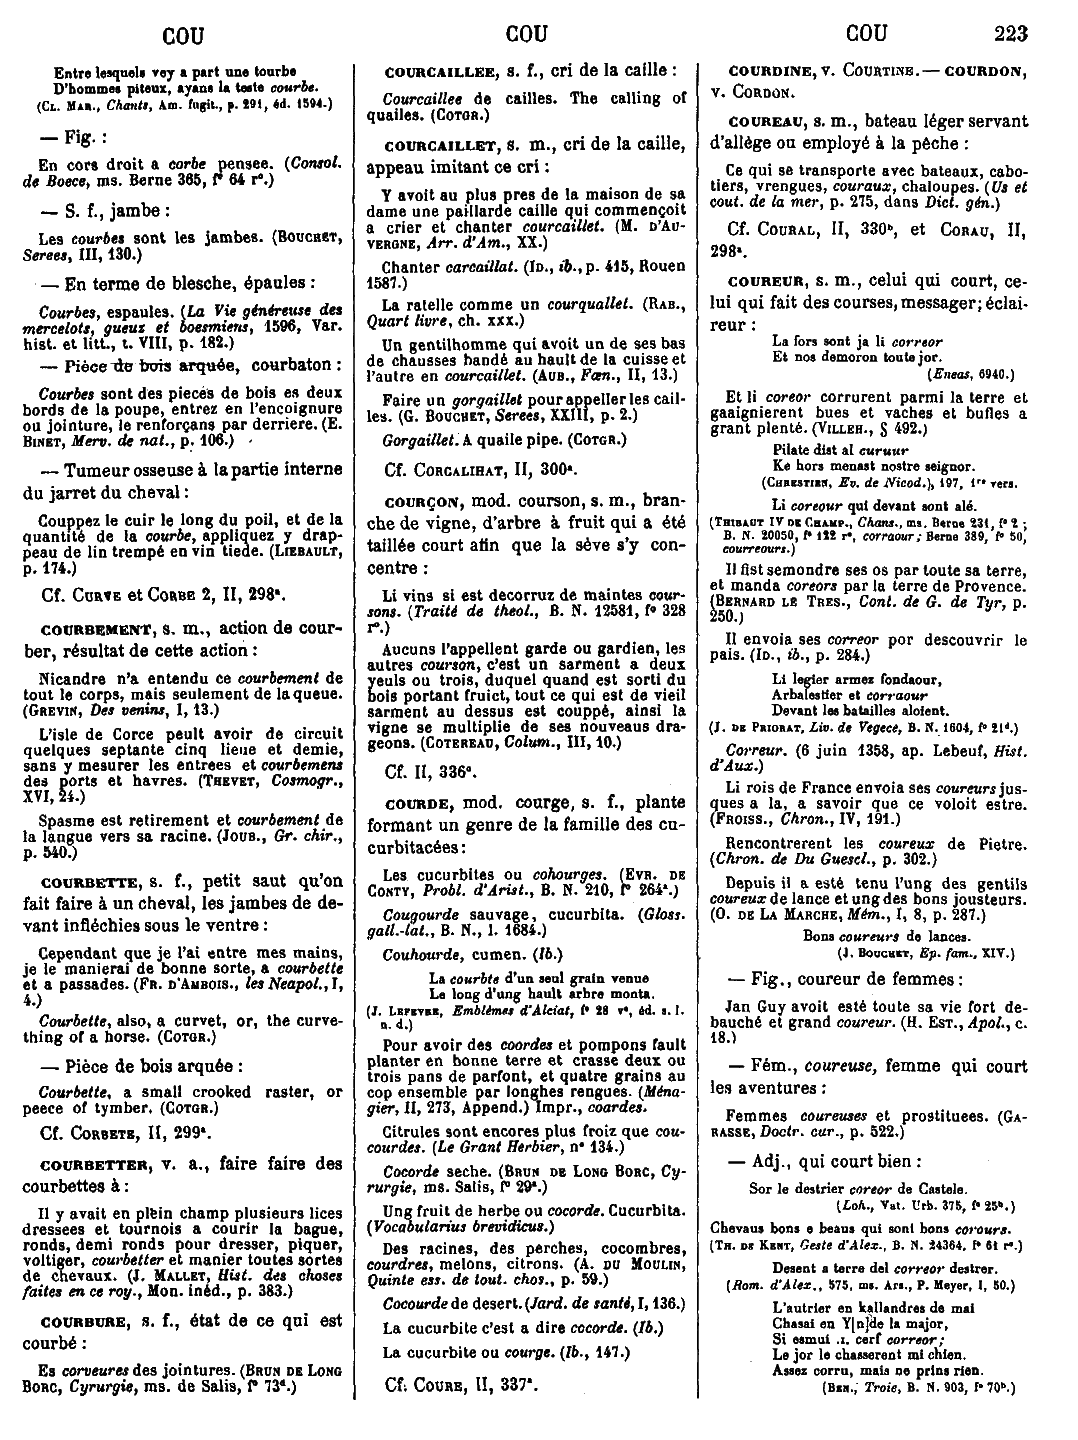 COU
COU
COU
223
Entre lesquels vey a part une tourbe
D'hommes piteux, ayans la teste courbe.
(CL. MAR., Chants, Am. fugit., p. 291, éd. 1594.)
— Fig. :
En cors droit a corbe pensee. (Consol.
de Boece, ms. Berne 365, f° 64 r°.)
— S. f., jambe :
Les courbes sont les jambes. (BOUCHET,
Serees, III, 130.)
— En terme de blesche, épaules :
Courbes, espaules. (La Vie généreuse des
mercelots, gueux et boesmiens, 1596, Var.
hist. et litt., t. VIII, p. 182.)
— Pièce de bois arquée, courbaton :
Courbes sont des pieces de bois es deux
bords de la poupe, entrez en l'encoignure
ou jointure, le renforçans par derriere. (E.
BINET, Merv. de nat., p. 106.)
— Tumeur osseuse à la partie interne
du jarret du cheval :
Couppez le cuir le long du poil, et de la
quantité de la courbe, appliquez y drap-
peau de lin trempé en vin tiede. (LIEBAULT,
p. 174.)
Cf. CURVE et CORBE 2, II, 298ª.
COURBEMENT, s. m., action de cour-
ber, résultat de cette action :
Nicandre n'a entendu ce courbement de
tout le corps, mais seulement de la queue.
(GREVIN, Des venins, I, 13.)
L'isle de Corce peult avoir de circuit
quelques septante cinq lieue et demie,
sans y mesurer les entrees et courbemens
des ports et havres. (THEVET, Cosmogr.,
XVI, 24.)
Spasme est retirement et courbement de
la langue vers sa racine. (JOUB., Gr. chir.,
p. 540.)
COURBETTE, s. f., petit saut qu'on
fait faire à un cheval, les jambes de de-
vant infléchies sous le ventre :
Cependant que je l'ai entre mes mains,
je le manierai de bonne sorte, a courbette
et a passades. (FR. D'AMBOIS., les Neapol., I,
4.)
Courbette, also, a curvet, or, the curve-
thing of a horse. (COTGR.)
— Pièce de bois arquée :
Courbette, a small crooked raster, or
peece of tymber. (COTGR.)
Cf. CORBETE, II, 299ª.
COURBETTER, v. a., faire faire des
courbettes à :
Il y avait en plein champ plusieurs lices
dressees et tournois a courir la bague,
ronds, demi ronds pour dresser, piquer,
voltiger, courbetter et manier toutes sortes
de chevaux. (J. MALLET, Hist. des choses
faites en ce roy., Mon. inéd., p. 383.)
COURBURE, s. f., état de ce qui est
courbé :
Es corveures des jointures. (BRUN DE LONG
BORC, Cyrurgie, ms. de Salis, f° 73ᵈ.)
COURCAILLEE, s. f., cri de la caille :
Courcaillee de cailles. The calling of
quailes. (COTGR.)
COURCAILLET, s. m., cri de la caille,
appeau imitant ce cri :
Y avoit au plus pres de la maison de sa
dame une paillarde caille qui commençoit
a crier et chanter courcaillet. (M. D'AU-
VERGNE, Arr. d'Am., XX.)
Chanter carcaillat. (ID., ib., p. 415, Rouen
1587.)
La ratelle comme un courquallet. (RAB.,
Quart livre, ch. XXX.)
Un gentilhomme qui avoit un de ses bas
de chausses bandé au hault de la cuisse et
l'autre en courcaillet. (AUB., Fœn., II, 13.)
Faire un gorgaillet pour appeller les cail-
les. (G. BOUCHET, Serees, XXIII, p. 2.)
Gorgaillet. A quaile pipe. (COTGR.)
Cf. CORCALIHAT, II, 300ª.
COURÇON, mod. courson, s. m., bran-
che de vigne, d'arbre à fruit qui a été
taillée court afin que la sève s'y con-
centre :
Li vins si est decorruz de maintes cour-
sons. (Traité de theol., B. N. 12581, f° 328
r°.)
Aucuns l'appellent garde ou gardien, les
autres courson, c'est un sarment a deux
yeuls ou trois, duquel quand est sorti du
bois portant fruict, tout ce qui est de vieil
sarment au dessus est couppé, ainsi la
vigne se multiplie de ses nouveaus dra-
geons. (COTEREAU, Colum., III, 10.)
Cf. II, 336ª.
COURDE, mod. courge, s. f., plante
formant un genre de la famille des cu-
curbitacées :
Les cucurbites ou cohourges. (EVR. DE
CONTY, Probl. d'Arist., B. N. 210, f° 264ª.)
Cougourde sauvage, cucurbita. (Gloss.
gall.-lat., B. N., l. 1684.)
Couhourde, cumen. (Ib.)
La courbte d'un seul grain venue
Le long d'ung hault arbre monta.
(J. LEFEVRE, Emblèmes d'Alciat, f° 28 v°, éd. s. l.
n. d.)
Pour avoir des coordes et pompons fault
planter en bonne terre et crasse deux ou
trois pans de parfont, et quatre grains au
cop ensemble par longhes rengues. (Ména-
gier, II, 273, Append.) Impr., coardes.
Citrules sont encores plus froiz que cou-
courdes. (Le Grant Herbier, n° 134.)
Cocorde seche. (BRUN DE LONG BORC, Cy-
rurgie, ms. Salis, f° 29ᵃ.)
Ung fruit de herbe ou cocorde. Cucurbita.
(Vocabularius brevidicus.)
Des racines, des perches, cocombres,
courdres, melons, citrons. (A. DU MOULIN,
Quinte ess. de tout. chos., p. 59.)
Cocourde de desert. (Jard. de santé, I, 136.)
La cucurbite c'est a dire cocorde. (Ib.)
La cucurbite ou courge. (Ib., 147.)
Cf. COURE, II, 337ª.
COURDINE, v. COURTINE. — COURDON,
v. CORDON.
COUREAU, s. m., bateau léger servant
d'allège ou employé à la pêche :
Ce qui se transporte avec bateaux, cabo-
tiers, vrengues, couraux, chaloupes. (Us et
cout. de la mer, p. 275, dans Dict. gén.)
Cf. COURAL, II, 330ᵇ, et CORAU, II,
298ª.
COUREUR, s. m., celui qui court, ce-
lui qui fait des courses, messager; éclai-
reur :
La fors sont ja li correor
Et nos demoron toute jor.
(Eneas, 6940.)
Et li coreor corrurent parmi la terre et
gaaignierent bues et vaches et bufles a
grant plenté. (VILLEH., § 492.)
Pilate dist al curuur
Ke hors menast nostre seignor.
(CHRESTIEN, Ev. de Nicod.), 197, 1ʳᵉ vers.
Li coreour qui devant sont alé.
(THIBAUT IV DE CHAMP., Chans., ms. Berne 231, f° 2 ;
B. N. 20050, f° 122 r°, corraour ; Berne 389, f° 50,
courreours.)
Il fist semondre ses os par toute sa terre,
et manda coreors par la terre de Provence.
(BERNARD LE TRES., Cont. de G. de Tyr, p.
250.)
Il envoia ses correor por descouvrir le
pais. (ID., ib., p. 284.)
Li legier armez fondaour,
Arbalestier et corraour
Devant les batailles aloient.
(J. DE PRIORAT, Liv. de Vegece, B. N. 1604, f° 21ᵈ.)
Correur. (6 juin 1358, ap. Lebeuf, Hist.
d'Aux.)
Li rois de France envoia ses coureurs jus-
ques a la, a savoir que ce voloit estre.
(FROISS., Chron., IV, 191.)
Rencontrerent les coureux de Pietre.
(Chron. de Du Guescl., p. 302.)
Depuis il a esté tenu l'ung des gentils
coureux de lance et ung des bons jousteurs.
(O. DE LA MARCHE, Mém., I, 8, p. 287.)
Bons coureurs de lances.
(J. BOUCHET, Ep. fam., XIV.)
— Fig., coureur de femmes :
Jan Guy avoit esté toute sa vie fort de-
bauché et grand coureur. (H. EST., Apol., c.
18.)
— Fém., coureuse, femme qui court
les aventures :
Femmes coureuses et prostituees. (GA-
RASSE, Doctr. cur., p. 522.)
— Adj., qui court bien :
Sor le destrier coreor de Castele.
(Loh., Vat. Urb. 375, f° 25ᵇ.)
Chevaus bons e beaus qui sont bons corours.
(TH. DE KENT, Geste d'Alex., B. N. 24364, f° 61 r°.)
Desent a terre del correor destrer.
(Rom. d'Alex., 575, ms. Ars., P. Meyer, I, 50.)
L'autrier en kallandres de mai
Chasai en Y[n]de la major,
Si esmui .I. cerf correor ;
Le jor le chasserent mi chien.
Assez corru, mais ne prins rien.
(BEN., Troie, B. N. 903, f° 70ᵇ.)